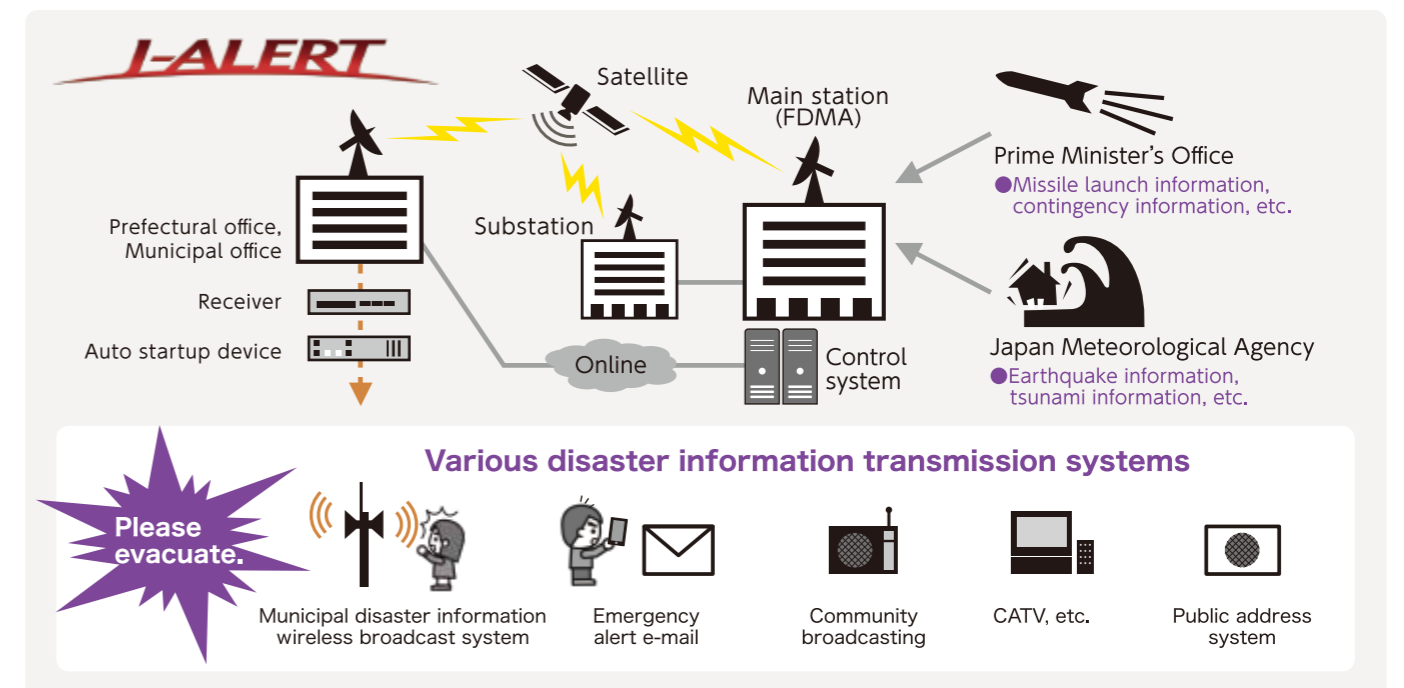 J-ALERT
Satellite
Main station
(FDMA)
Prime Minister's Office
●Missile launch information,
contingency information, etc.
Prefectural office,
Municipal office
Substation
Receiver
Auto startup device
Online
Control
system
Japan Meteorological Agency
●Earthquake information,
tsunami information, etc.
Various disaster information transmission systems
Please
evacuate.
Municipal disaster information
wireless broadcast system
Emergency
alert e-mail
Community
broadcasting
CATV, etc.
Public address
system